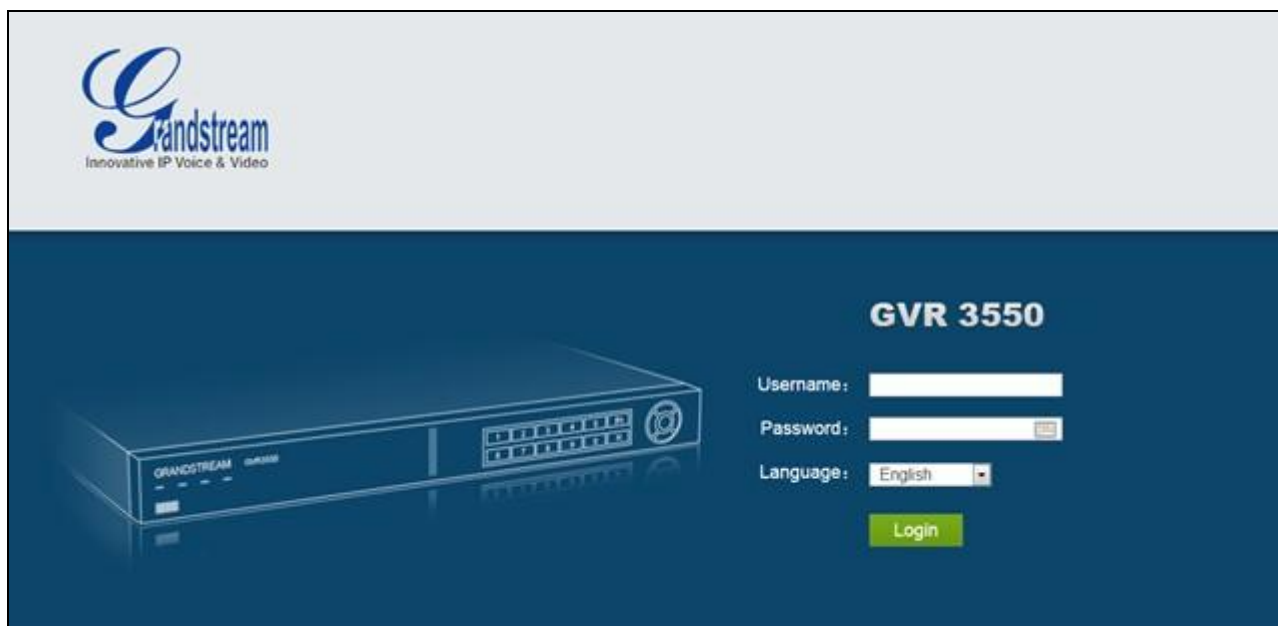 Grandstream
Innovative IP Voice & Video
GVR 3550
Username:
Password:
Language:
English
Login
GRANDSTREAM